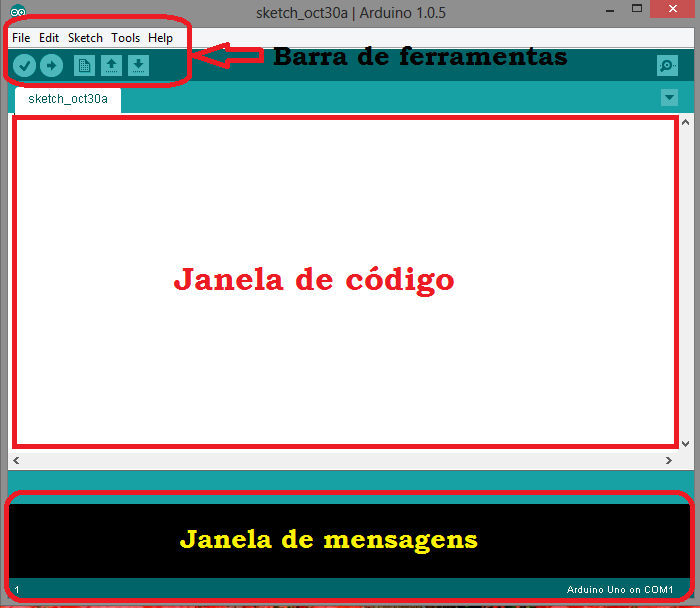 sketch_oct30a | Arduino 1.0.5
File Edit Sketch Tools Help
Barra de ferramentas
sketch_oct30a
Janela de código
Janela de mensagens
1 Arduino Uno on COM1